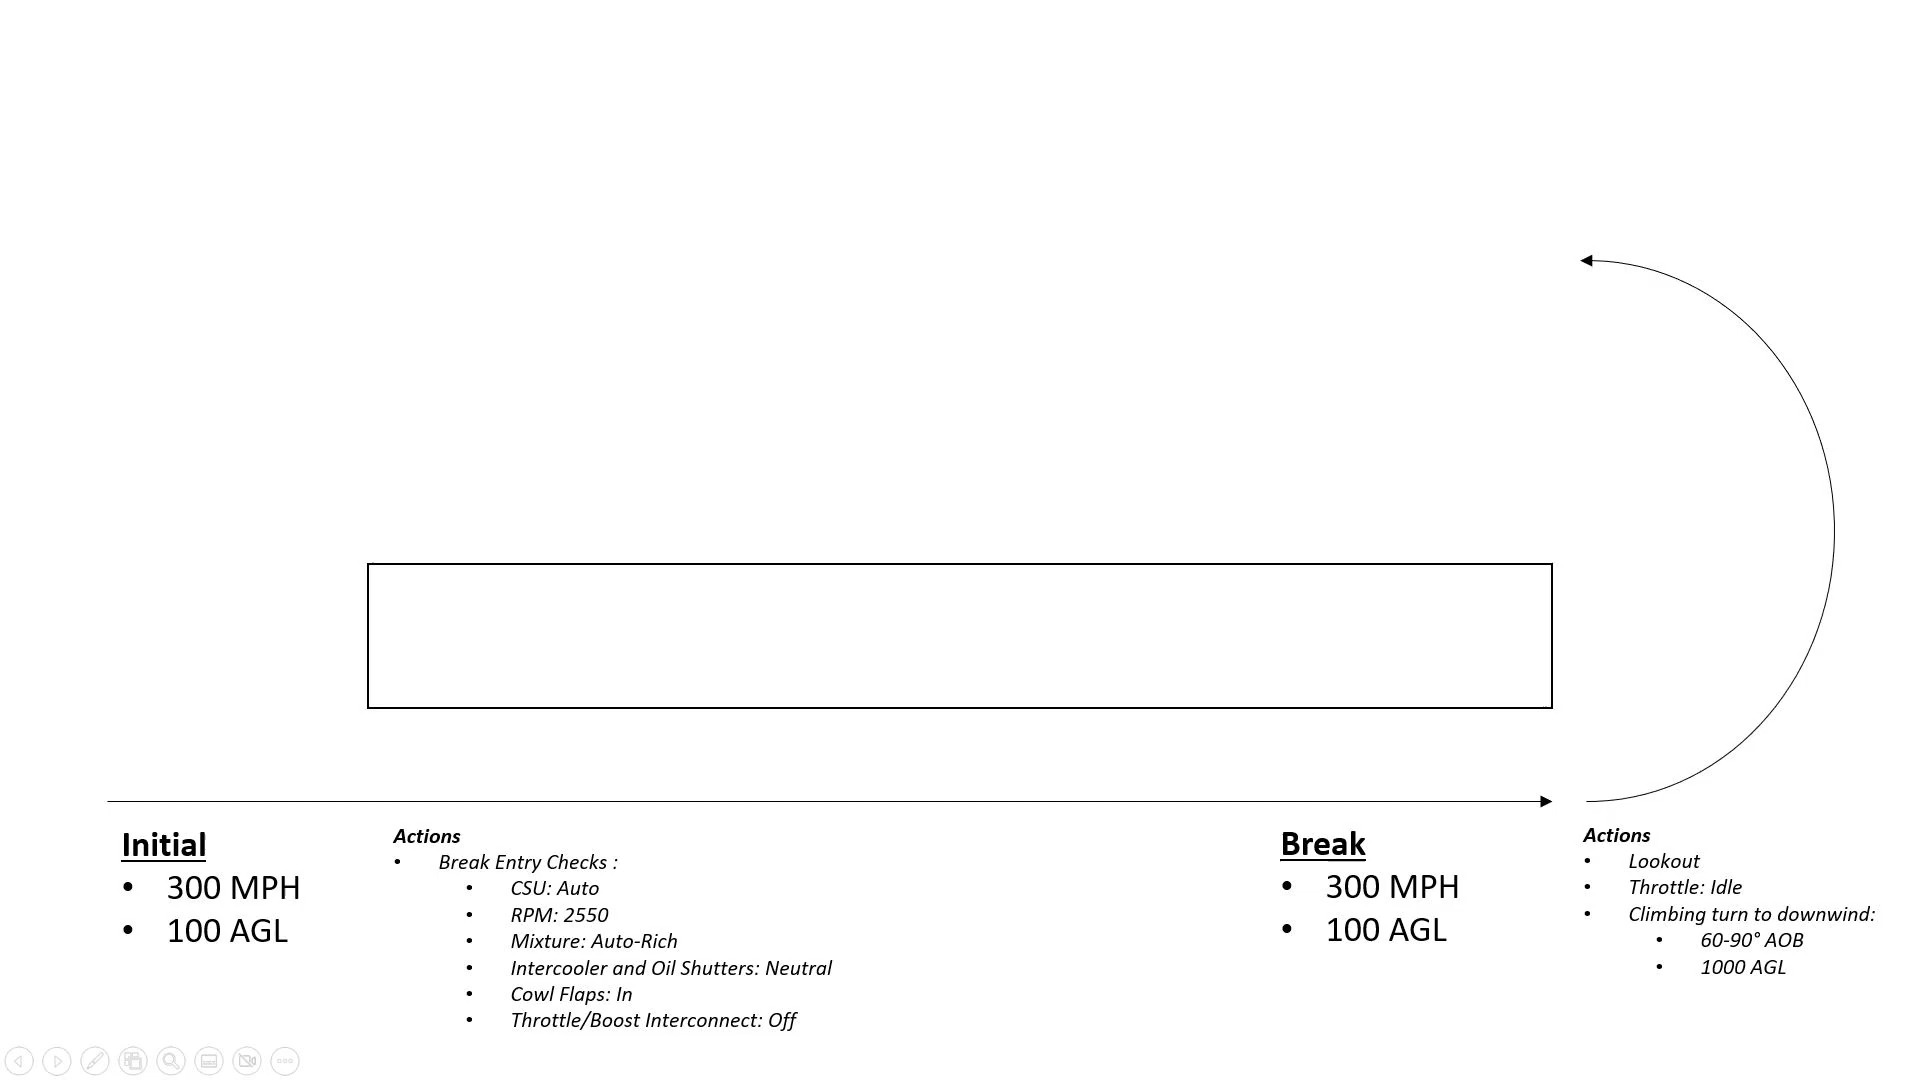 Initial
• 300 MPH
• 100 AGL
Actions
• Break Entry Checks :
• CSU: Auto
• RPM: 2550
• Mixture: Auto-Rich
• Intercooler and Oil Shutters: Neutral
• Cowl Flaps: In
• Throttle/Boost Interconnect: Off
Break
• 300 MPH
• 100 AGL
Actions
• Lookout
• Throttle: Idle
• Climbing turn to downwind:
• 60-90° AOB
• 1000 AGL